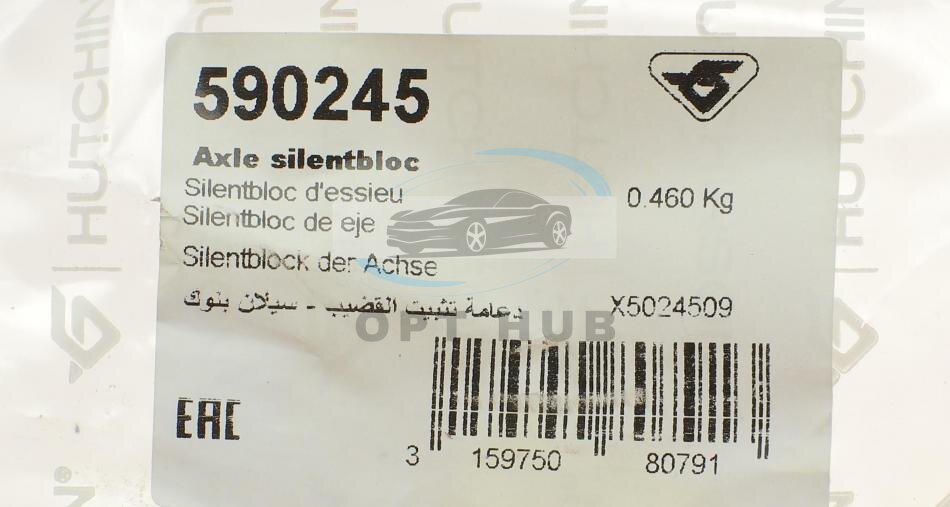 590245
Axle silentbloc
Silentbloc d'essieu
0.460 Kg
Silentbloc de eje
Silentblock der Achse
دعامة تثبيت القضيب - سيلان بلوك
X5024509
OPT HUB
EAC
3 159750 80791
HUTCHIN